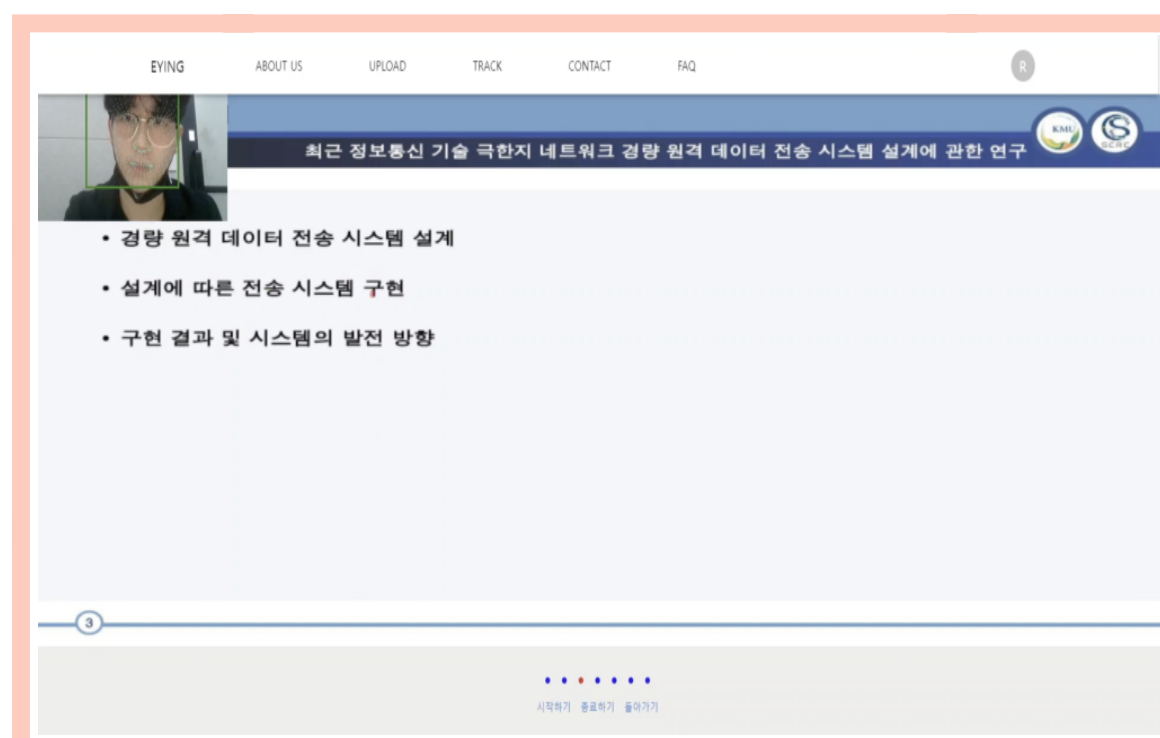 EYING ABOUT US UPLOAD TRACK CONTACT FAQ R
최근 정보통신 기술 극한지 네트워크 경량 원격 데이터 전송 시스템 설계에 관한 연구
KMU SCRC
• 경량 원격 데이터 전송 시스템 설계
• 설계에 따른 전송 시스템 구현
• 구현 결과 및 시스템의 발전 방향
3
시작하기 종료하기 돌아가기